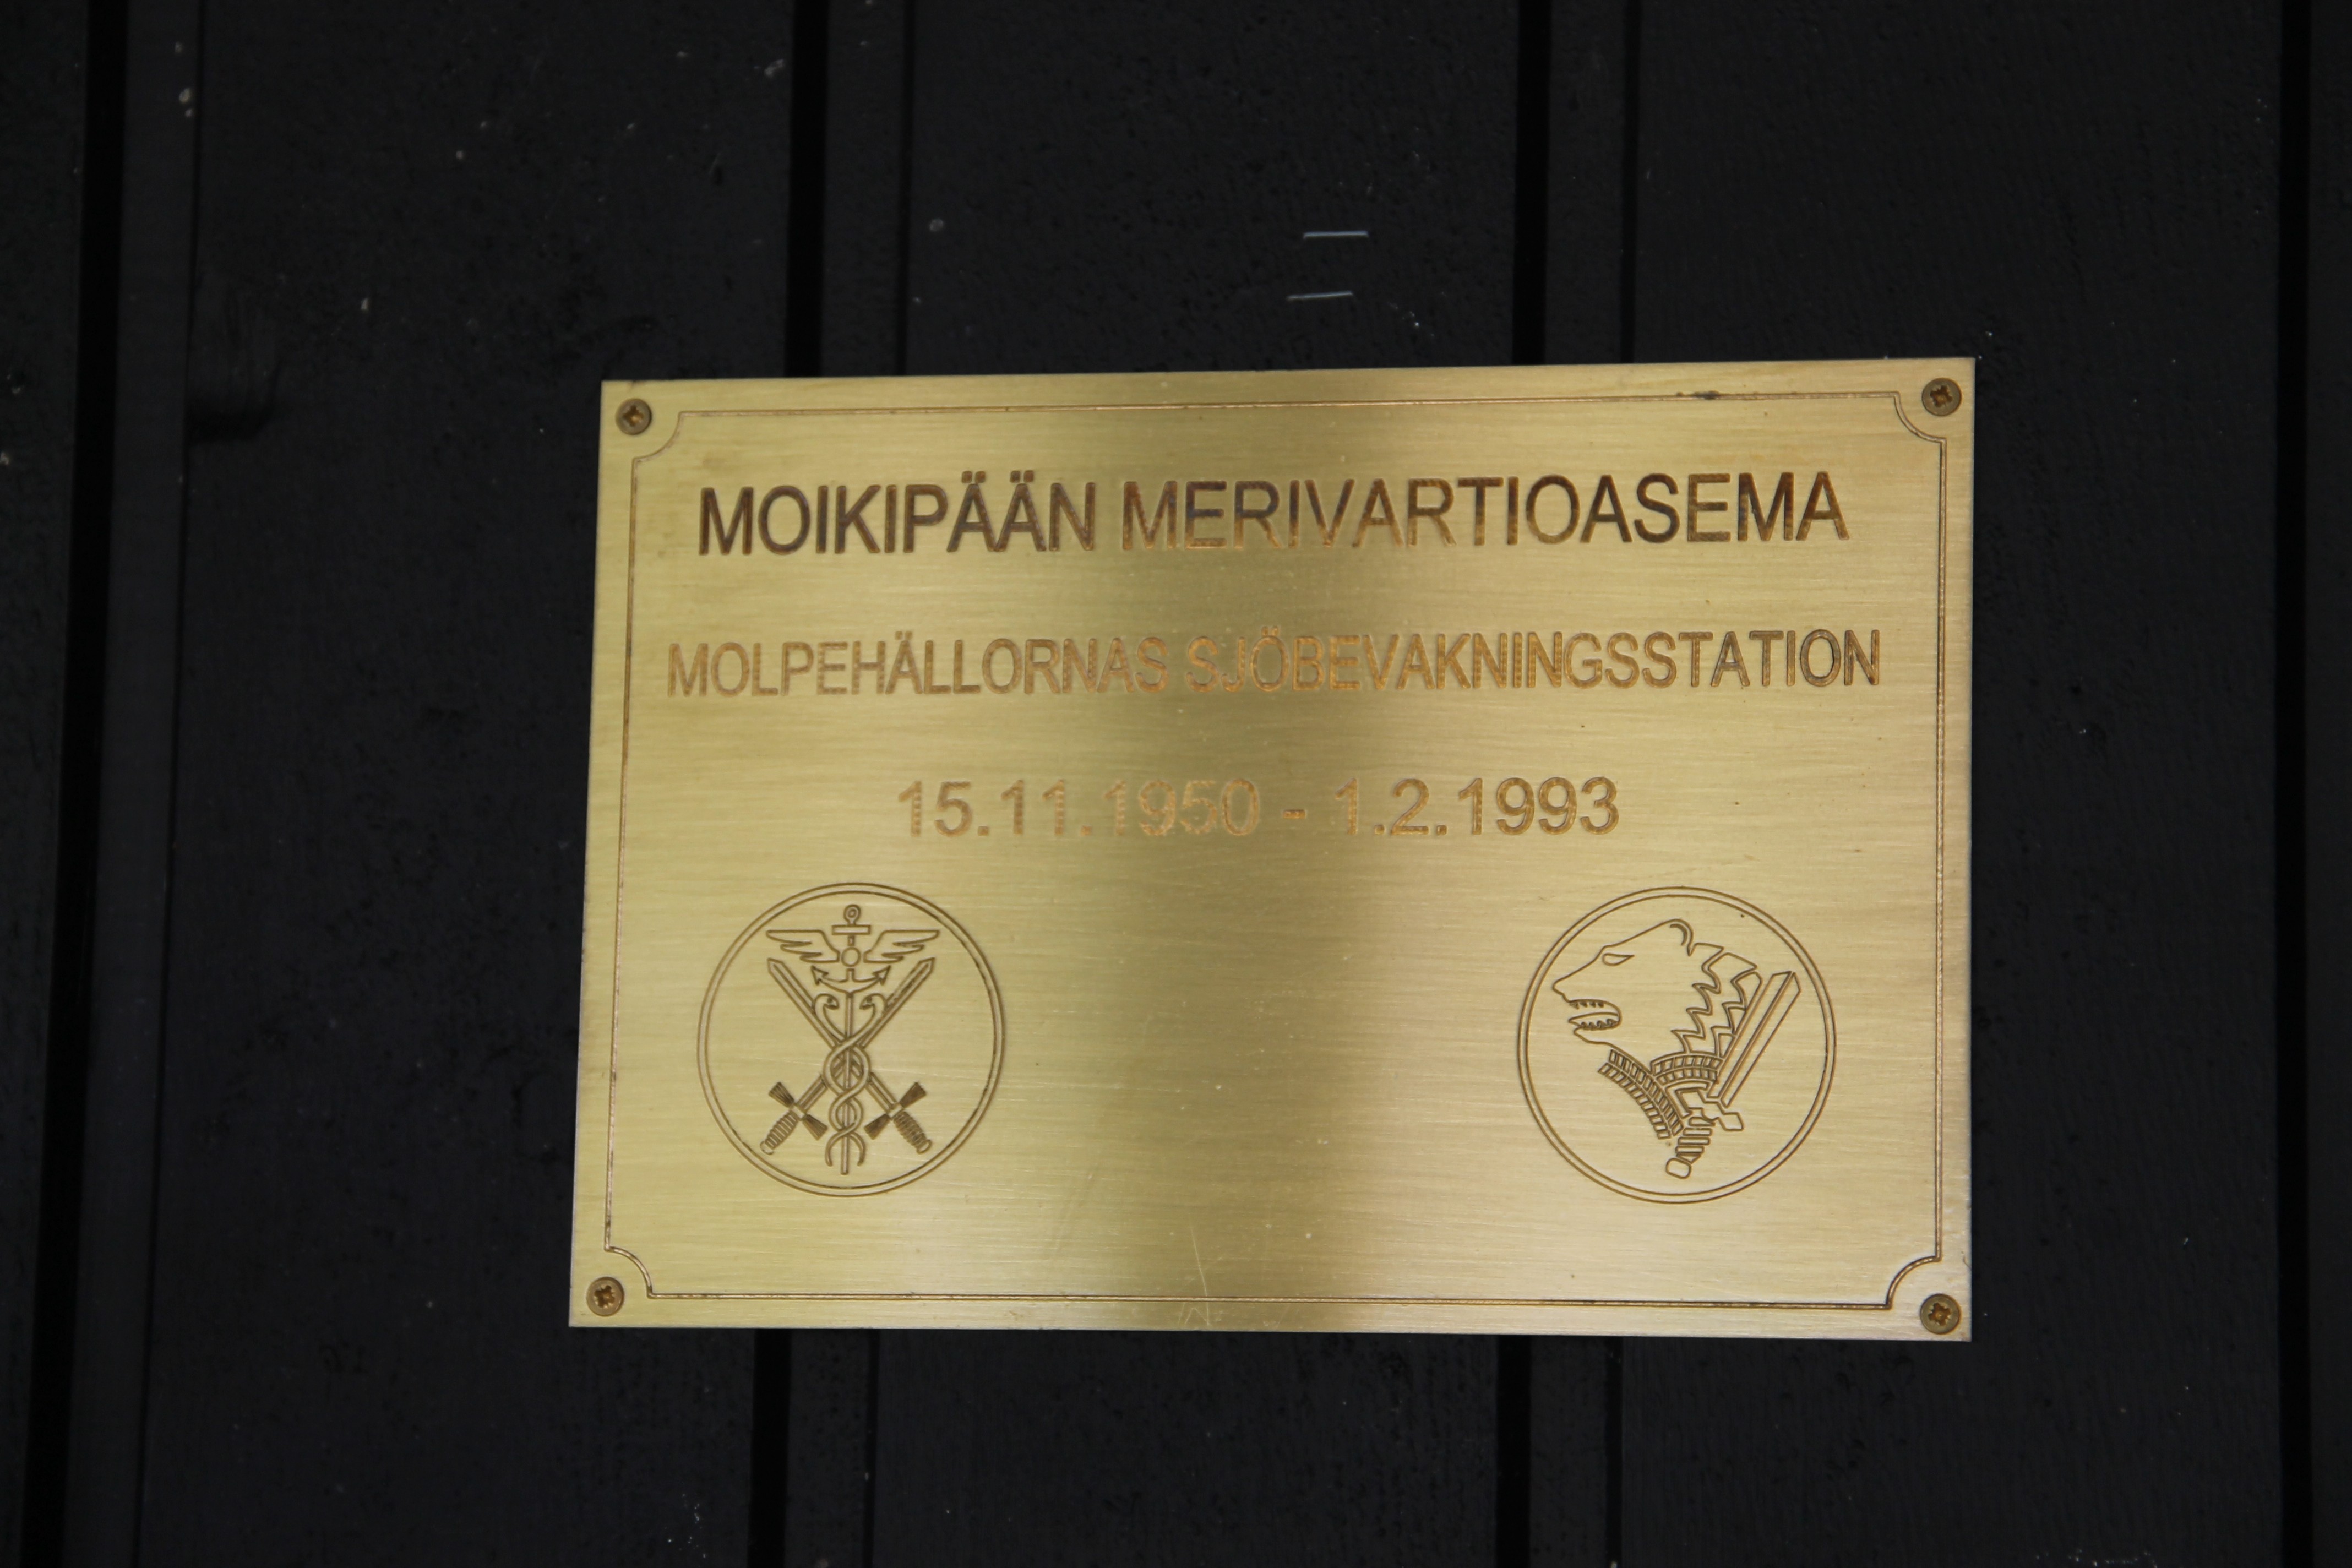 MOIKIPÄÄN MERIVARTIOASEMA
MOLPEHÄLLORNAS SJÖBEVAKNINGSSTATION
15.11.1950 - 1.2.1993